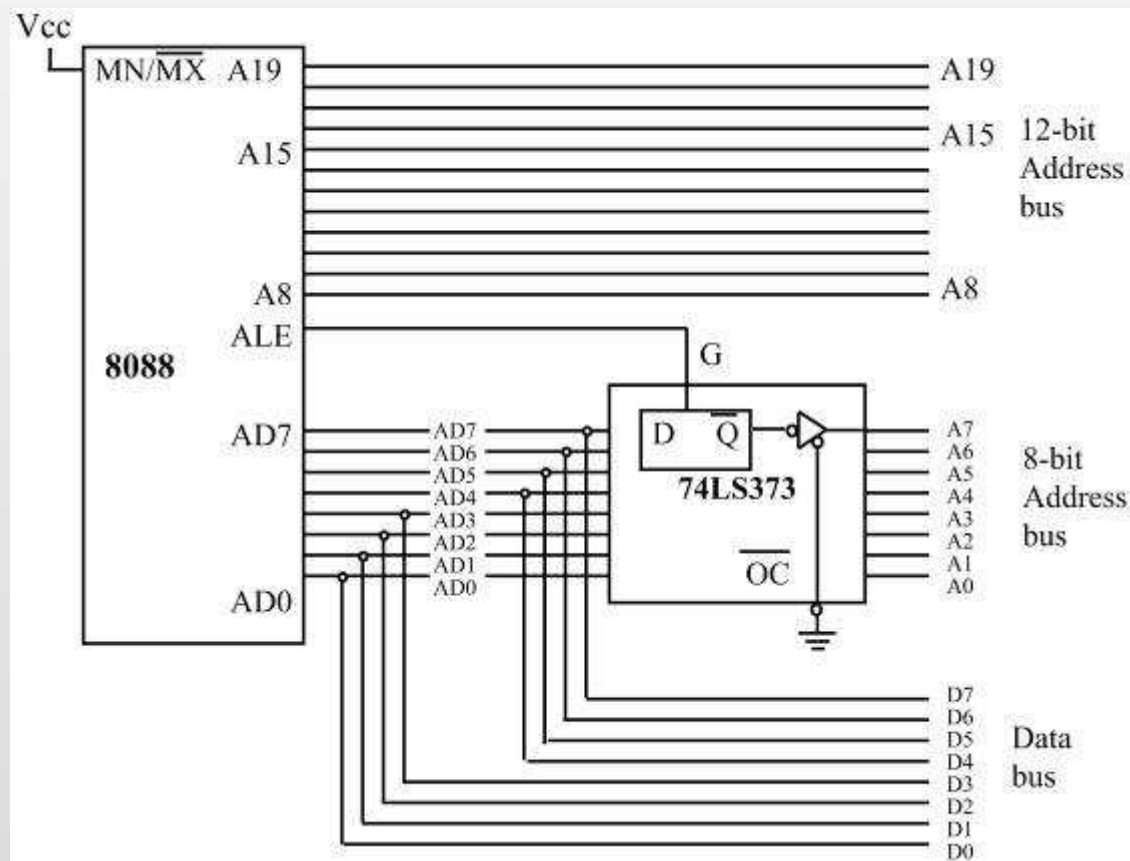 Vcc
MN/M̅X̅ A19
A15
A8
ALE
8088
AD7
AD0
A19
A15
A8
12-bit
Address
bus
G
AD7
AD6
AD5
AD4
AD3
AD2
AD1
AD0
D Q̅
74LS373
O̅C̅
A7
A6
A5
A4
A3
A2
A1
A0
8-bit
Address
bus
D7
D6
D5
D4
D3
D2
D1
D0
Data
bus